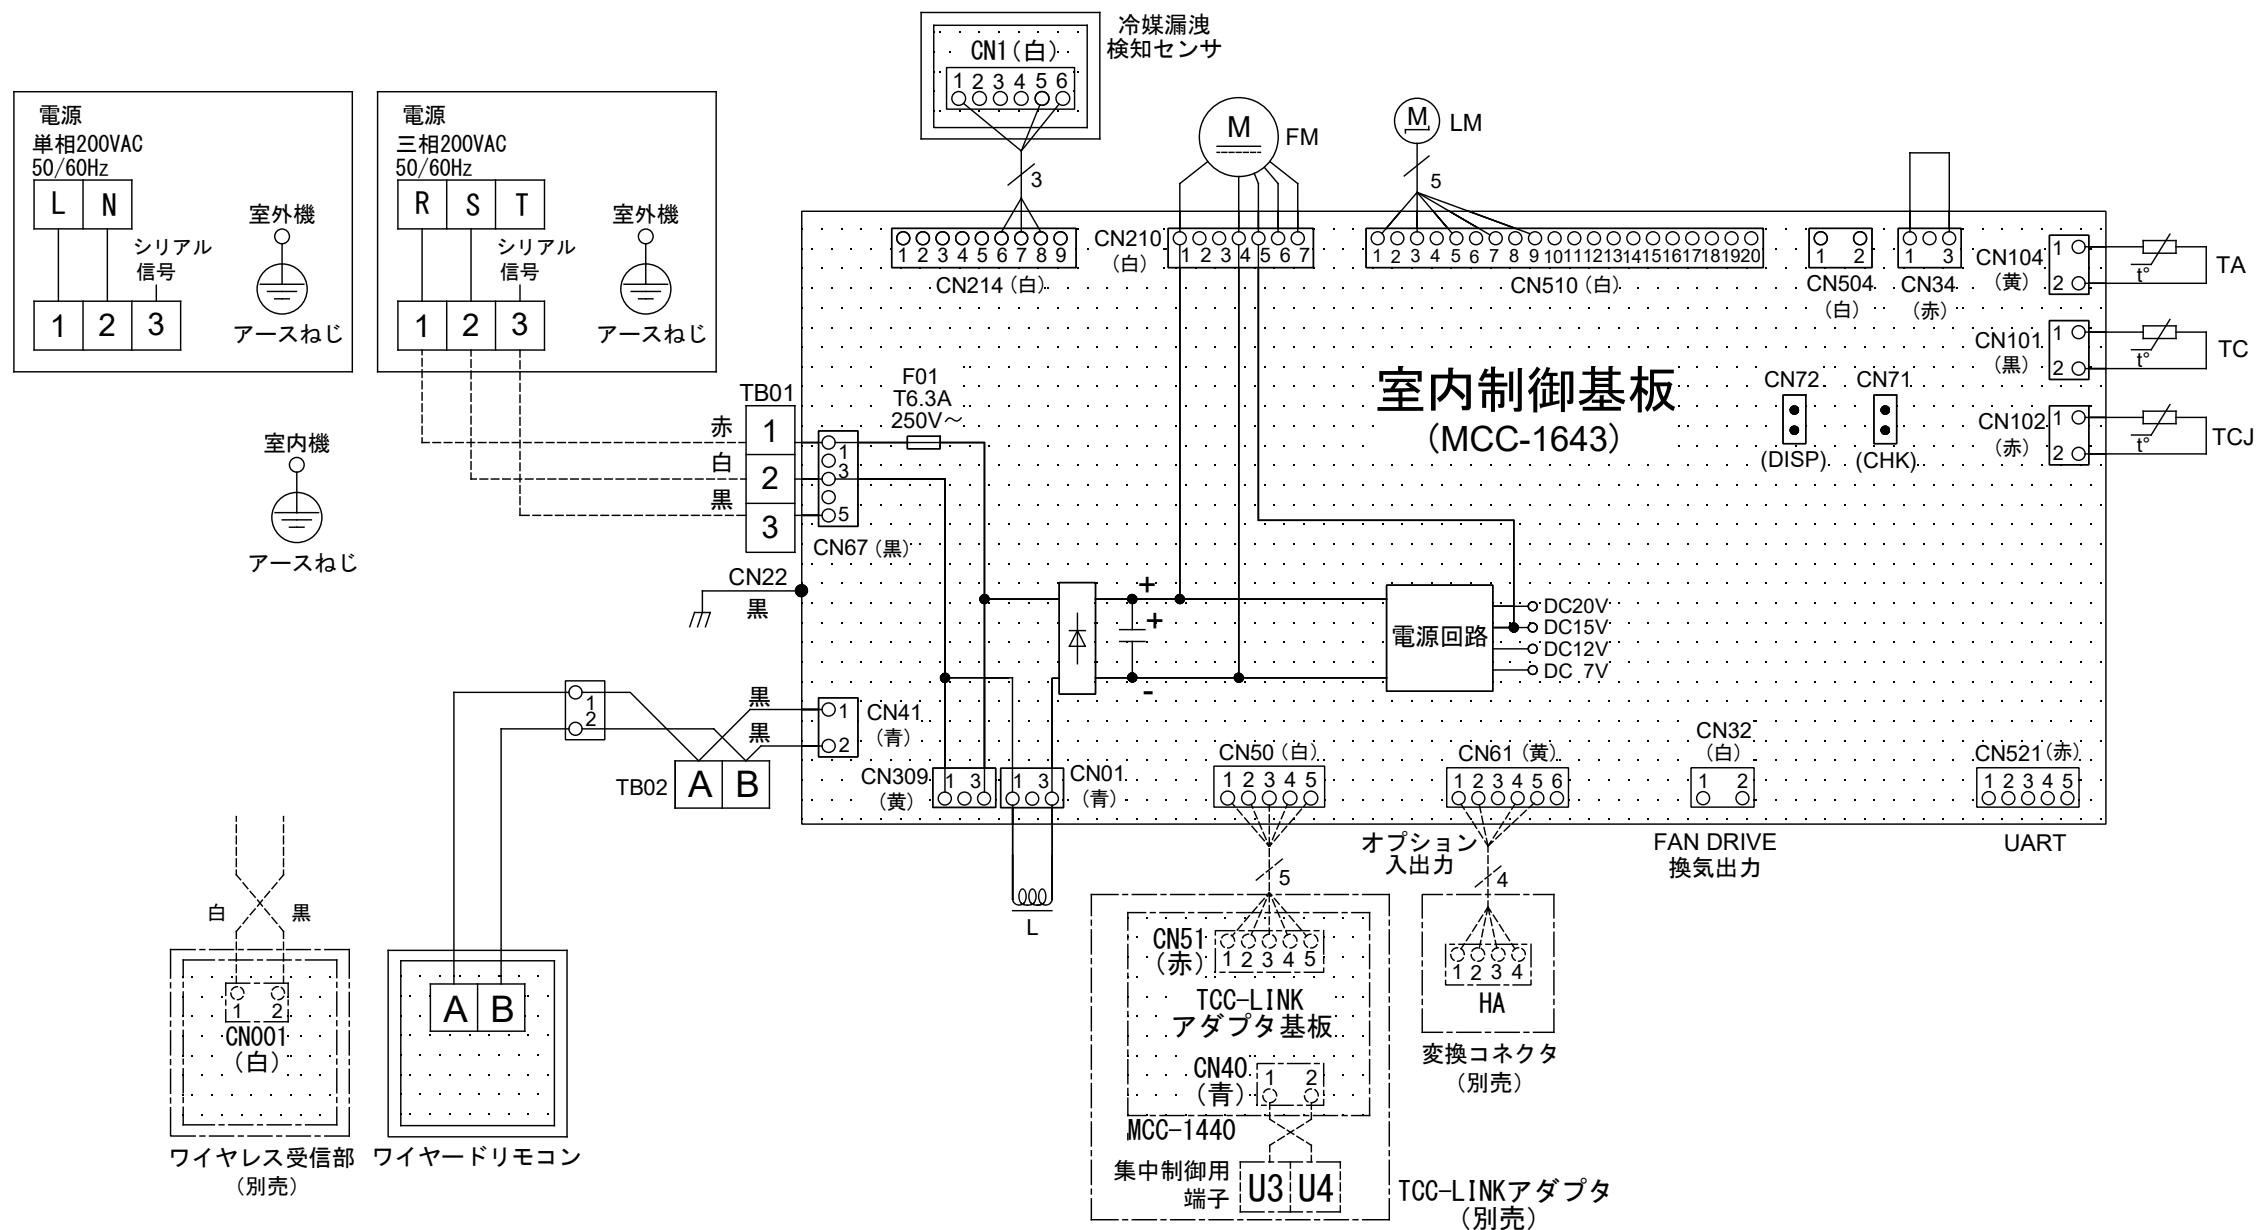 冷媒漏洩
検知センサ
CN1(白)
1 2 3 4 5 6
3
電源
単相200VAC
50/60Hz
L N
室外機
シリアル
信号
1 2 3
アースねじ
電源
三相200VAC
50/60Hz
R S T
室外機
シリアル
信号
1 2 3
アースねじ
M FM
M LM
5
1 2 3 4 5 6 7 8 9
CN214(白)
CN210
(白)
1 2 3 4 5 6 7
1 2 3 4 5 6 7 8 9 10 11 12 13 14 15 16 17 18 19 20
CN510(白)
1 2
CN504
(白)
1 3
CN34
(赤)
CN104
(黄)
1
2
t°
TA
CN101
(黒)
1
2
t°
TC
CN102
(赤)
1
2
t°
TCJ
室内制御基板
(MCC-1643)
CN72
(DISP)
CN71
(CHK)
TB01
赤
白
黒
1
2
3
1
3
5
CN67(黒)
F01
T6.3A
250V~
室内機
アースねじ
CN22
黒
+
+
-
電源回路
DC20V
DC15V
DC12V
DC 7V
1
2
黒
黒
1
2
CN41
(青)
TB02
A B
CN309
(黄)
1 3
1 3
CN01
(青)
L
CN50(白)
1 2 3 4 5
CN61(黄)
1 2 3 4 5 6
CN32
(白)
1 2
CN521(赤)
1 2 3 4 5
オプション
入出力
FAN DRIVE
換気出力
UART
5
4
白 黒
1 2
CN001
(白)
ワイヤレス受信部
(別売)
A B
ワイヤードリモコン
CN51
(赤)
1 2 3 4 5
TCC-LINK
アダプタ基板
CN40
(青)
1 2
MCC-1440
集中制御用
端子
U3 U4
TCC-LINKアダプタ
(別売)
1 2 3 4
HA
変換コネクタ
(別売)